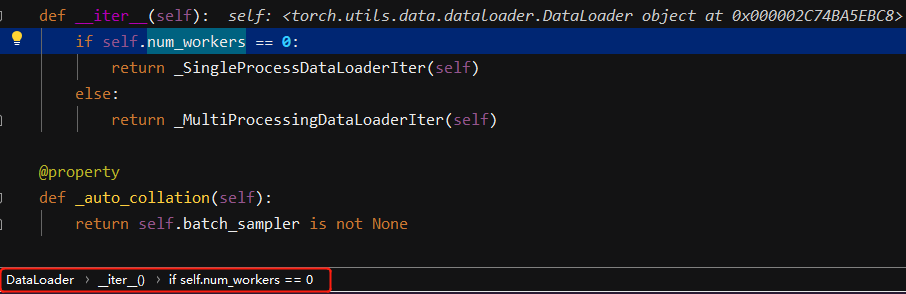 def __iter__(self): self: <torch.utils.data.dataloader.DataLoader object at 0x000002C74BA5EBC8>
if self.num_workers == 0:
return _SingleProcessDataLoaderIter(self)
else:
return _MultiProcessingDataLoaderIter(self)
@property
def _auto_collation(self):
return self.batch_sampler is not None
DataLoader › __iter__() › if self.num_workers == 0